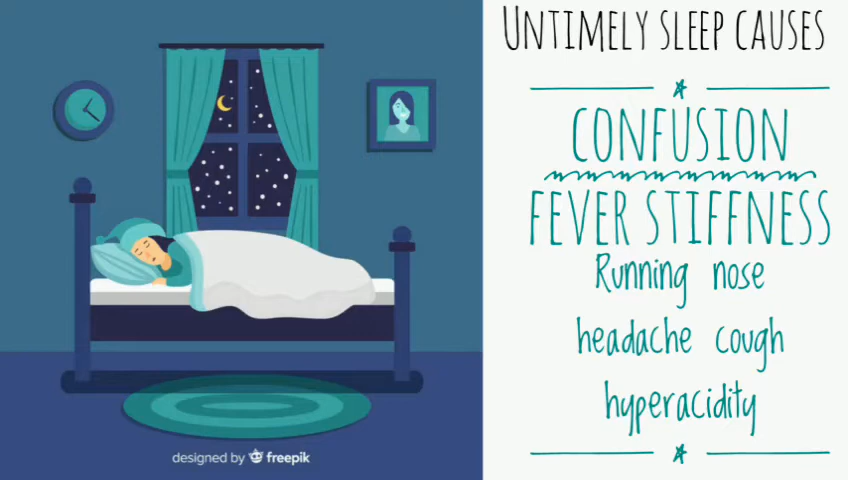 UNTIMELY SLEEP CAUSES
CONFUSION
FEVER STIFFNESS
Running nose
headache cough
hyperacidity
designed by freepik